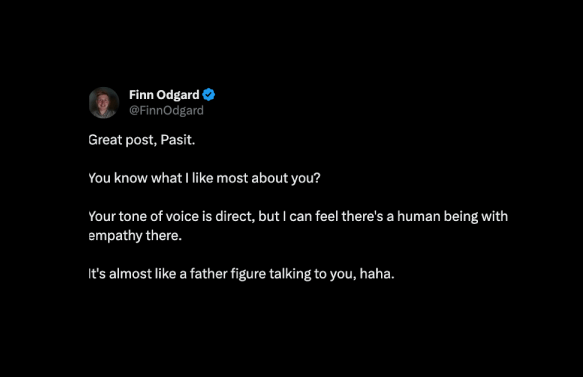 Finn Odgard
@FinnOdgard
Great post, Pasit.
You know what I like most about you?
Your tone of voice is direct, but I can feel there's a human being with
empathy there.
It's almost like a father figure talking to you, haha.